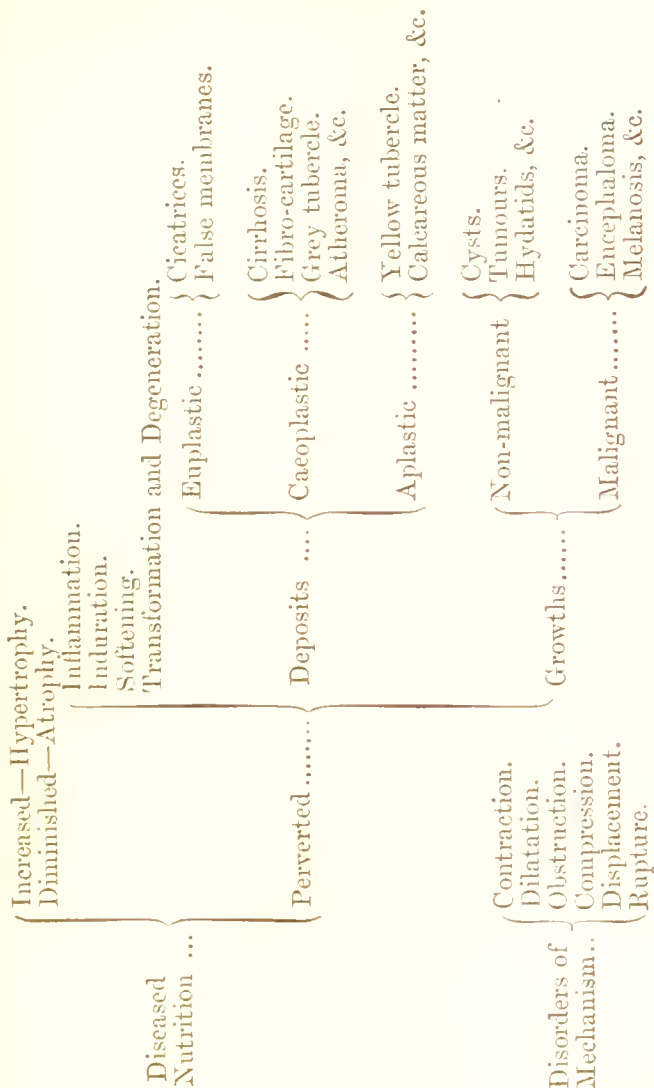 Diseased
Nutrition ...
Increased—Hypertrophy.
Diminished—Atrophy.
Perverted ........
Inflammation.
Induration.
Softening.
Transformation and Degeneration.
Deposits ....
Euplastic ........
Cicatrices.
False membranes.
Caeoplastic .....
Cirrhosis.
Fibro-cartilage.
Grey tubercle.
Atheroma, &c.
Aplastic .........
Yellow tubercle.
Calcareous matter, &c.
Growths......
Non-malignant
Cysts.
Tumours.
Hydatids, &c.
Malignant.......
Carcinoma.
Encephaloma.
Melanosis, &c.
Disorders of
Mechanism..
Contraction.
Dilatation.
Obstruction.
Compression.
Displacement.
Rupture.